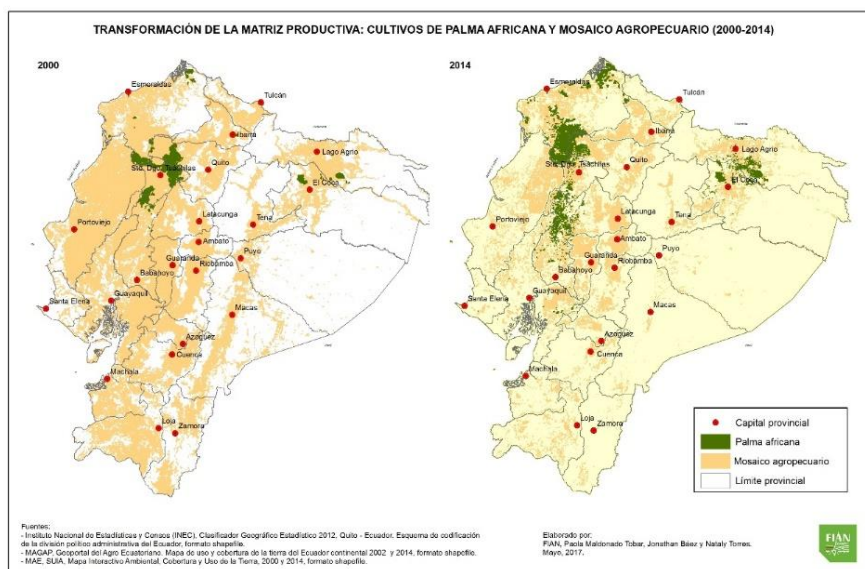 TRANSFORMACIÓN DE LA MATRIZ PRODUCTIVA: CULTIVOS DE PALMA AFRICANA Y MOSAICO AGROPECUARIO (2000-2014)
2000
Esmeraldas
Tulcán
Ibarra
Lago Agrio
Sto. Dgo. Tsáchilas
Quito
El Coca
Portoviejo
Latacunga
Tena
Ambato
Puyo
Guaranda
Riobamba
Babahoyo
Santa Elena
Guayaquil
Macas
Azoguez
Cuenca
Machala
Loja
Zamora
2014
Esmeraldas
Tulcán
Ibarra
Lago Agrio
Sto. Dgo. Tsáchilas
Quito
El Coca
Portoviejo
Latacunga
Tena
Ambato
Puyo
Guaranda
Riobamba
Babahoyo
Santa Elena
Guayaquil
Macas
Azoguez
Cuenca
Machala
Loja
Zamora
Capital provincial
Palma africana
Mosaico agropecuario
Límite provincial
Fuentes:
- Instituto Nacional de Estadísticas y Censos (INEC), Clasificador Geográfico Estadístico 2012, Quito - Ecuador. Esquema de codificación
de la división político administrativa del Ecuador, formato shapefile.
- MAGAP, Geoportal del Agro Ecuatoriano. Mapa de uso y cobertura de la tierra del Ecuador continental 2002 y 2014, formato shapefile.
- MAE, SUIA, Mapa Interactivo Ambiental, Cobertura y Uso de la Tierra, 2000 y 2014, formato shapefile.
Elaborado por:
FIAN, Paola Maldonado Tobar, Jonathan Báez y Nataly Torres.
Mayo, 2017.
FIAN